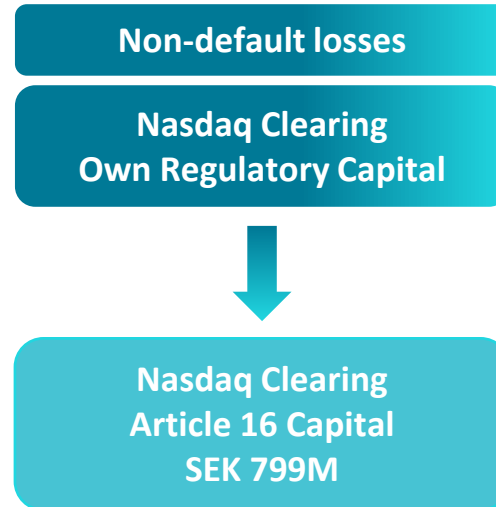 Non-default losses
Nasdaq Clearing
Own Regulatory Capital
Nasdaq Clearing
Article 16 Capital
SEK 799M